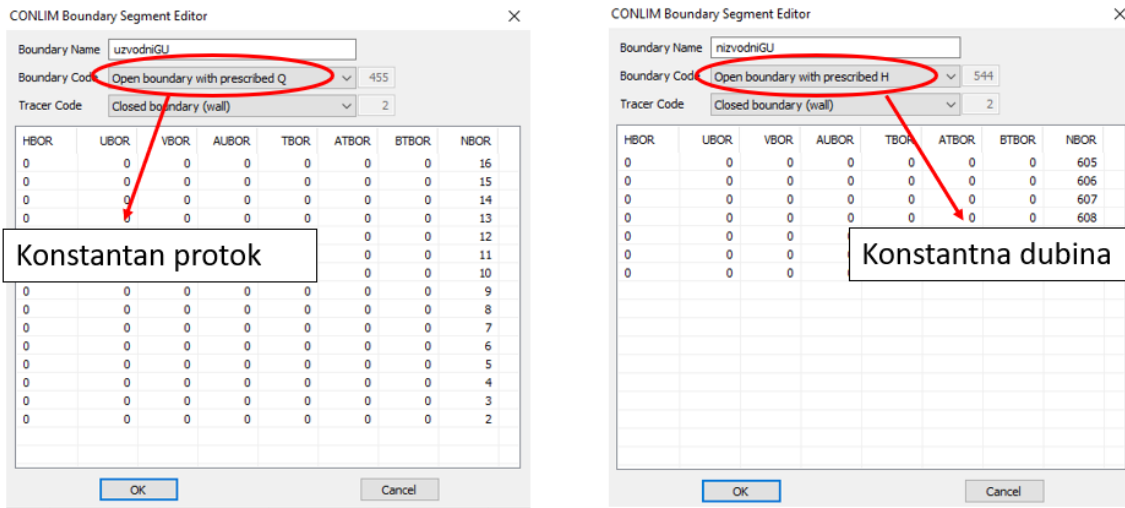 CONLIM Boundary Segment Editor
Boundary Name uzvodniGU
Boundary Code Open boundary with prescribed Q 455
Tracer Code Closed boundary (wall) 2
HBOR UBOR VBOR AUBOR TBOR ATBOR BTBOR NBOR
0 0 0 0 0 0 0 16
0 0 0 0 0 0 0 15
0 0 0 0 0 0 0 14
0 0 0 0 0 0 0 13
0 0 12
0 0 11
0 0 10
Konstantan protok
0 0 0 0 0 0 0 9
0 0 0 0 0 0 0 8
0 0 0 0 0 0 0 7
0 0 0 0 0 0 0 6
0 0 0 0 0 0 0 5
0 0 0 0 0 0 0 4
0 0 0 0 0 0 0 3
0 0 0 0 0 0 0 2
OK Cancel
CONLIM Boundary Segment Editor
Boundary Name nizvodniGU
Boundary Code Open boundary with prescribed H 544
Tracer Code Closed boundary (wall) 2
HBOR UBOR VBOR AUBOR TBOR ATBOR BTBOR NBOR
0 0 0 0 0 0 0 605
0 0 0 0 0 0 0 606
0 0 0 0 0 0 0 607
0 0 0 0 0 0 0 608
0 0 0
0 0 0
0 0 0
Konstantna dubina
OK Cancel